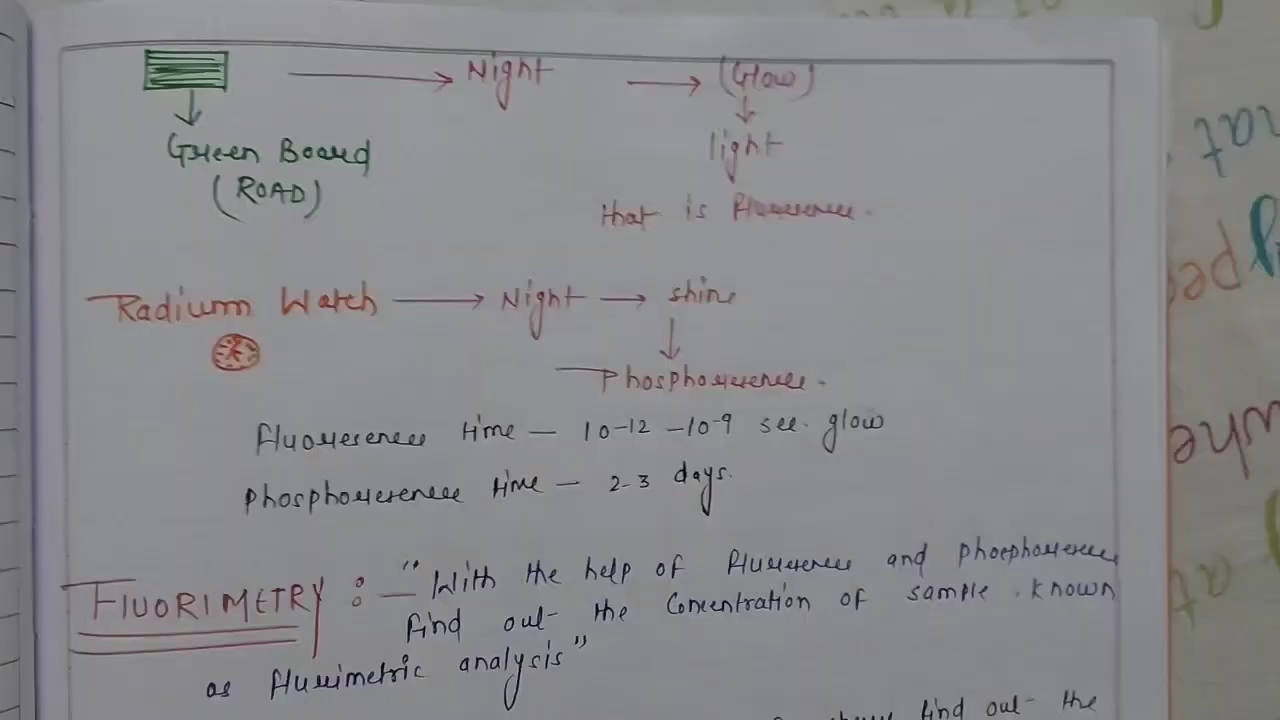 Night (Glow)
Green Board light
(ROAD)
that is fluorescence.
Radium Watch Night shine
Phosphorescence.
Fluorescence time – 10-12 -10-9 sec. glow
Phosphorescence time – 2-3 days.
FLUORIMETRY :- "With the help of fluorescence and phosphorescence
find out the Concentration of sample. known
as flurimetric analysis"
find out the